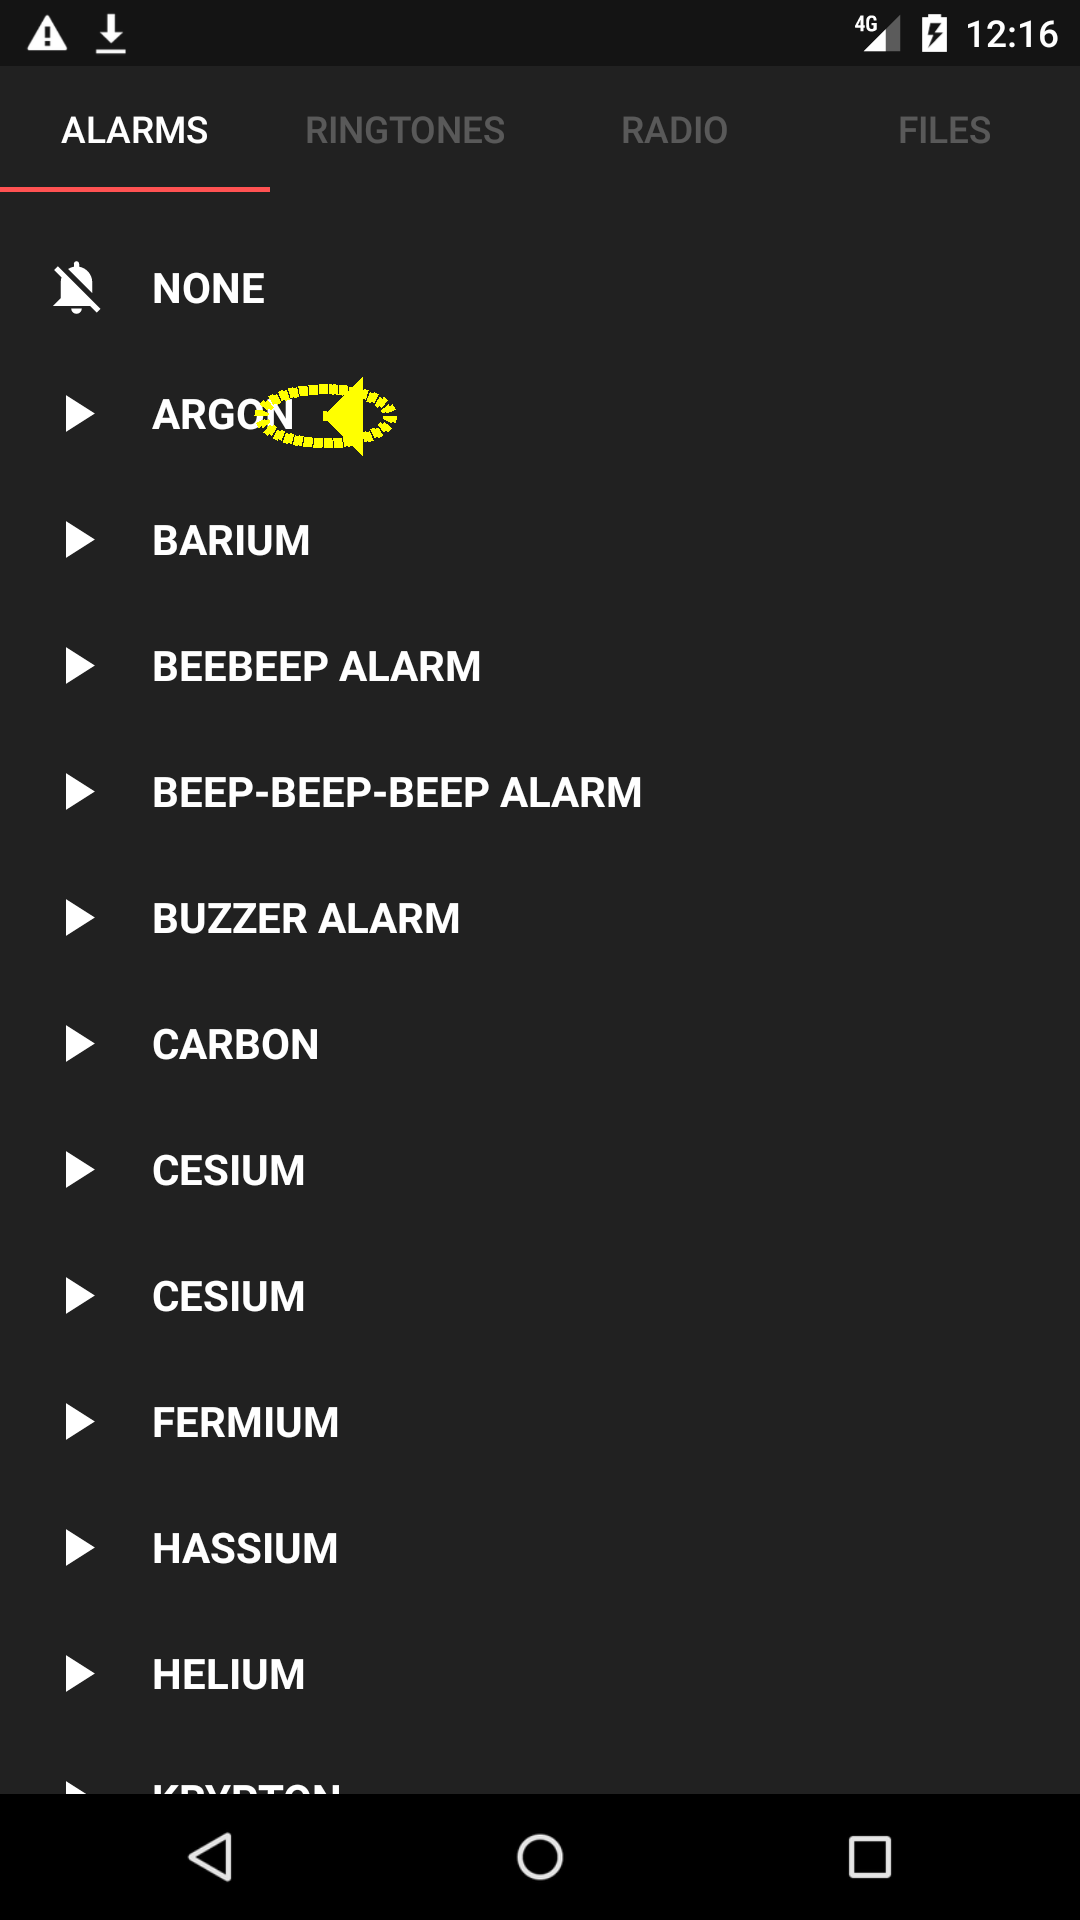 4G 12:16
ALARMS RINGTONES RADIO FILES
NONE
ARGON
BARIUM
BEEBEEP ALARM
BEEP-BEEP-BEEP ALARM
BUZZER ALARM
CARBON
CESIUM
CESIUM
FERMIUM
HASSIUM
HELIUM
KRYPTON